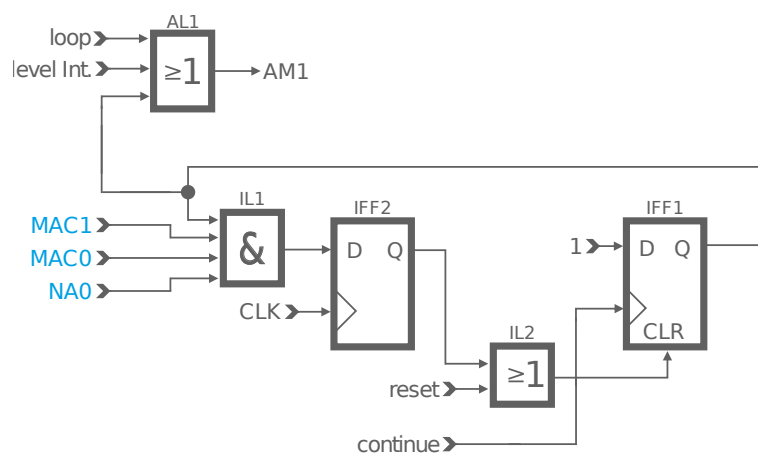 AL1
loop
level Int.
≥1
AM1
IL1
IFF2
IFF1
MAC1
MAC0
NA0
&
D Q
1
D Q
CLK
CLR
IL2
≥1
reset
continue